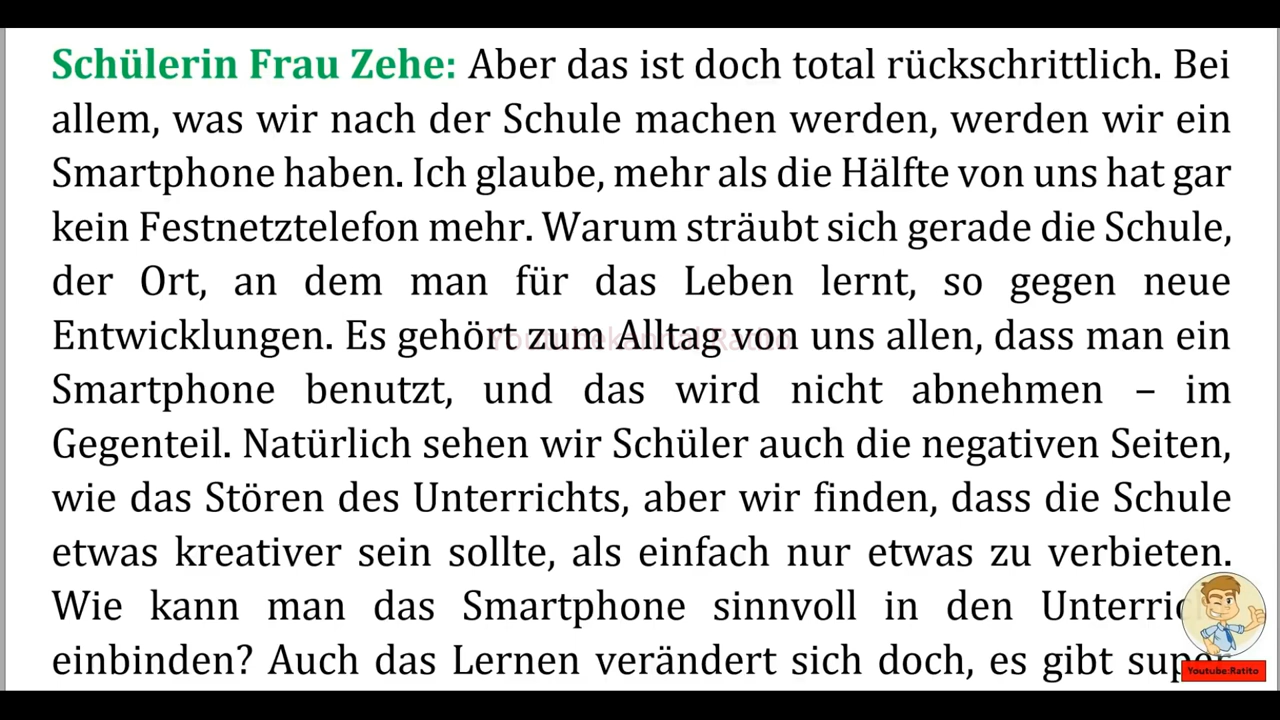 Schülerin Frau Zehe: Aber das ist doch total rückschrittlich. Bei
allem, was wir nach der Schule machen werden, werden wir ein
Smartphone haben. Ich glaube, mehr als die Hälfte von uns hat gar
kein Festnetztelefon mehr. Warum sträubt sich gerade die Schule,
der Ort, an dem man für das Leben lernt, so gegen neue
Entwicklungen. Es gehört zum Alltag von uns allen, dass man ein
Smartphone benutzt, und das wird nicht abnehmen – im
Gegenteil. Natürlich sehen wir Schüler auch die negativen Seiten,
wie das Stören des Unterrichts, aber wir finden, dass die Schule
etwas kreativer sein sollte, als einfach nur etwas zu verbieten.
Wie kann man das Smartphone sinnvoll in den Unterricht
einbinden? Auch das Lernen verändert sich doch, es gibt super
Youtube:Ratito